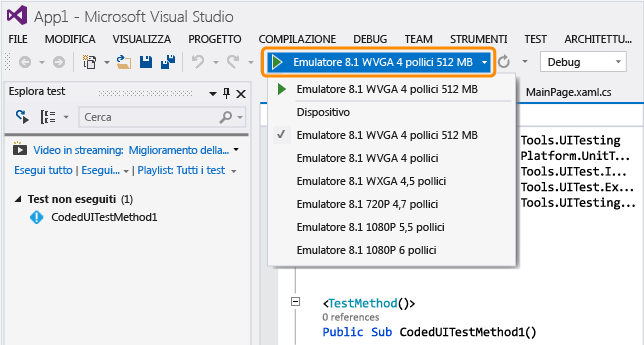 App1 - Microsoft Visual Studio
FILE MODIFICA VISUALIZZA PROGETTO COMPILAZIONE DEBUG TEAM STRUMENTI TEST ARCHITETTU...
Emulatore 8.1 WVGA 4 pollici 512 MB Debug
Esplora test
Emulatore 8.1 WVGA 4 pollici 512 MB
MainPage.xaml.cs
Cerca
Dispositivo
Emulatore 8.1 WVGA 4 pollici 512 MB
Tools.UITesting
Video in streaming: Miglioramento della...
Emulatore 8.1 WVGA 4 pollici
Platform.UnitT...
Esegui tutto | Esegui... | Playlist: Tutti i test
Tools.UITest.I...
Emulatore 8.1 WXGA 4,5 pollici
Tools.UITest.Ex...
Test non eseguiti (1)
Emulatore 8.1 720P 4,7 pollici
Tools.UITesting...
CodedUITestMethod1
Emulatore 8.1 1080P 5,5 pollici
Emulatore 8.1 1080P 6 pollici
<TestMethod()>
0 references
Public Sub CodedUITestMethod1()